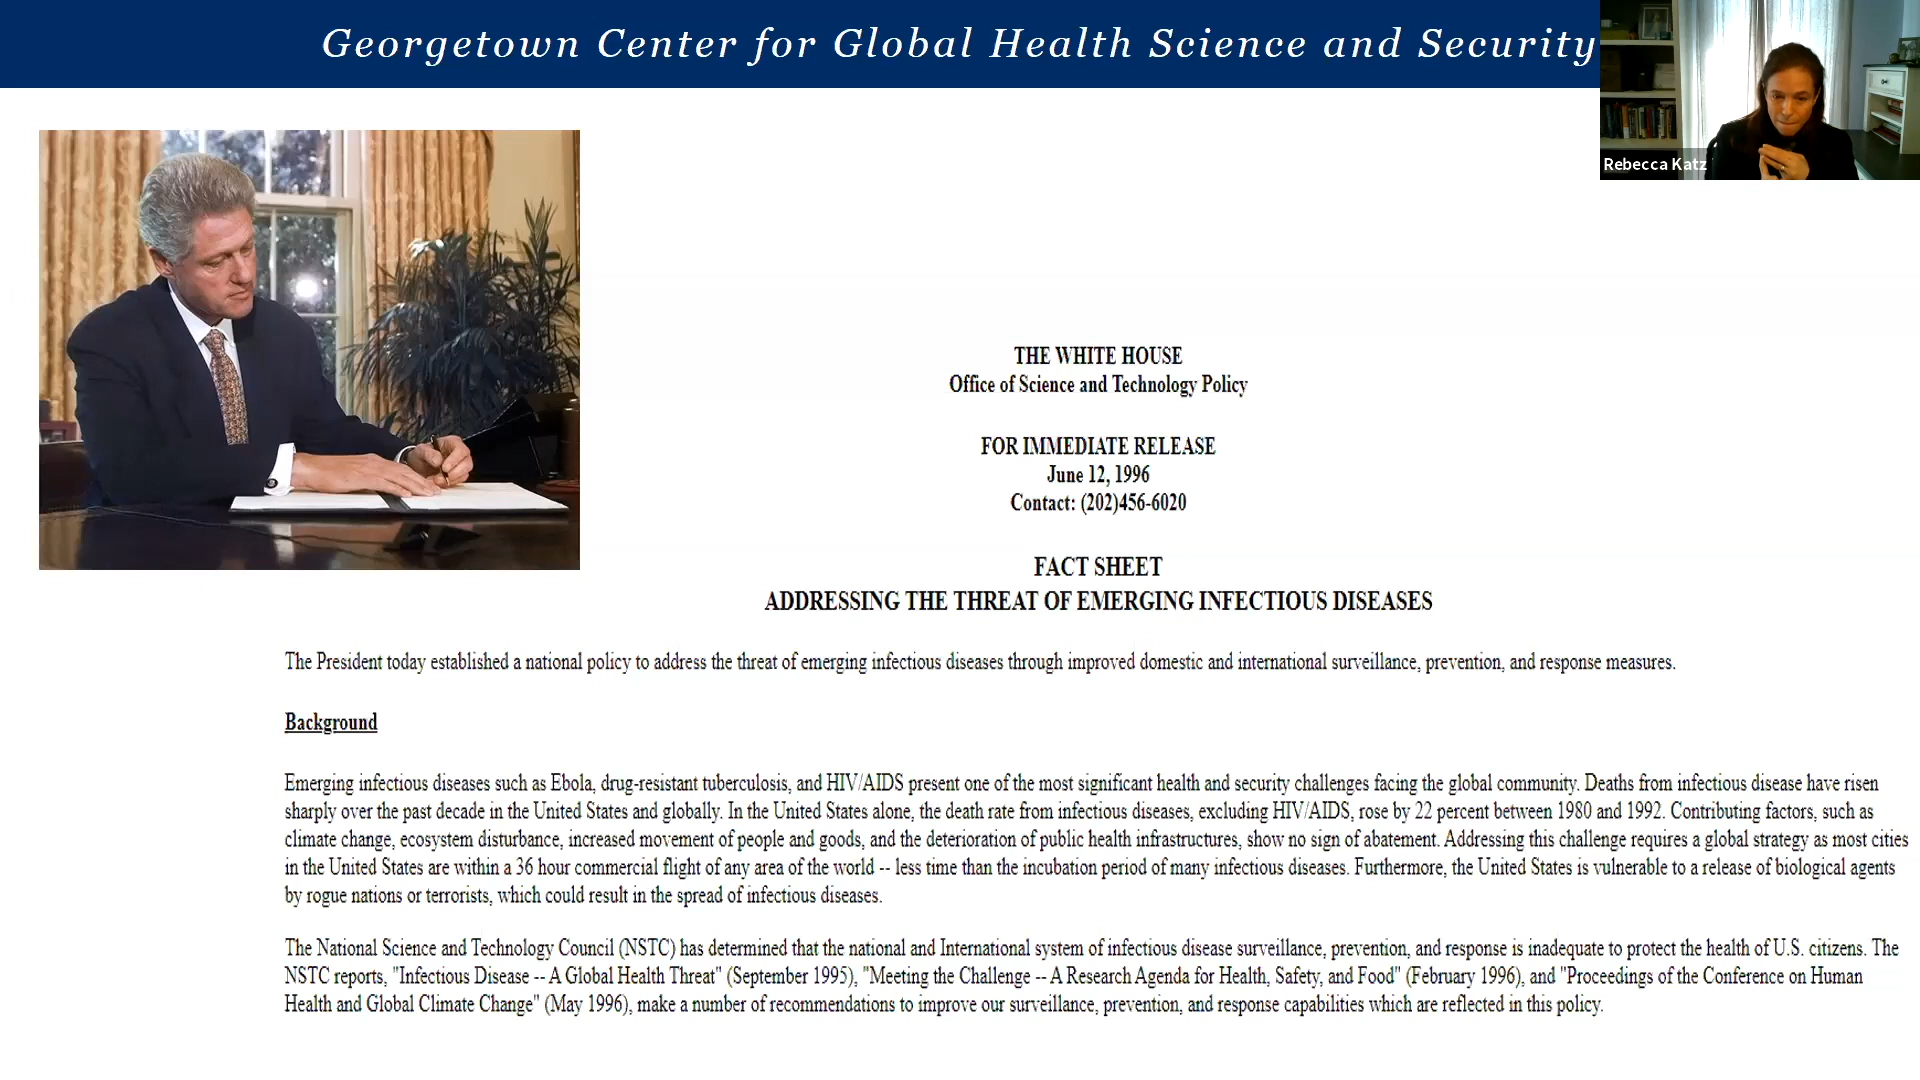 Georgetown Center for Global Health Science and Security
Rebecca Katz
THE WHITE HOUSE
Office of Science and Technology Policy
FOR IMMEDIATE RELEASE
June 12, 1996
Contact: (202)456-6020
FACT SHEET
ADDRESSING THE THREAT OF EMERGING INFECTIOUS DISEASES
The President today established a national policy to address the threat of emerging infectious diseases through improved domestic and international surveillance, prevention, and response measures.
Background
Emerging infectious diseases such as Ebola, drug-resistant tuberculosis, and HIV/AIDS present one of the most significant health and security challenges facing the global community. Deaths from infectious disease have risen
sharply over the past decade in the United States and globally. In the United States alone, the death rate from infectious diseases, excluding HIV/AIDS, rose by 22 percent between 1980 and 1992. Contributing factors, such as
climate change, ecosystem disturbance, increased movement of people and goods, and the deterioration of public health infrastructures, show no sign of abatement. Addressing this challenge requires a global strategy as most cities
in the United States are within a 36 hour commercial flight of any area of the world -- less time than the incubation period of many infectious diseases. Furthermore, the United States is vulnerable to a release of biological agents
by rogue nations or terrorists, which could result in the spread of infectious diseases.
The National Science and Technology Council (NSTC) has determined that the national and International system of infectious disease surveillance, prevention, and response is inadequate to protect the health of U.S. citizens. The
NSTC reports, "Infectious Disease -- A Global Health Threat" (September 1995), "Meeting the Challenge -- A Research Agenda for Health, Safety, and Food" (February 1996), and "Proceedings of the Conference on Human
Health and Global Climate Change" (May 1996), make a number of recommendations to improve our surveillance, prevention, and response capabilities which are reflected in this policy.